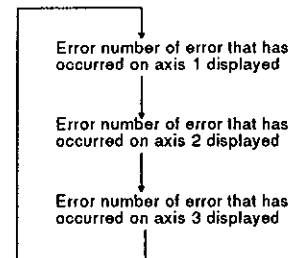 Error number of error that has
occurred on axis 1 displayed
Error number of error that has
occurred on axis 2 displayed
Error number of error that has
occurred on axis 3 displayed